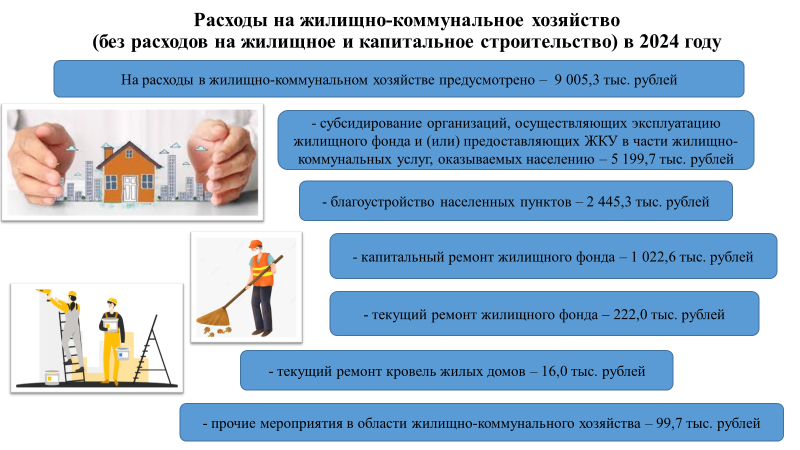 Расходы на жилищно-коммунальное хозяйство
(без расходов на жилищное и капитальное строительство) в 2024 году
На расходы в жилищно-коммунальном хозяйстве предусмотрено – 9 005,3 тыс. рублей
- субсидирование организаций, осуществляющих эксплуатацию
жилищного фонда и (или) предоставляющих ЖКУ в части жилищно-
коммунальных услуг, оказываемых населению – 5 199,7 тыс. рублей
- благоустройство населенных пунктов – 2 445,3 тыс. рублей
- капитальный ремонт жилищного фонда – 1 022,6 тыс. рублей
- текущий ремонт жилищного фонда – 222,0 тыс. рублей
- текущий ремонт кровель жилых домов – 16,0 тыс. рублей
- прочие мероприятия в области жилищно-коммунального хозяйства – 99,7 тыс. рублей